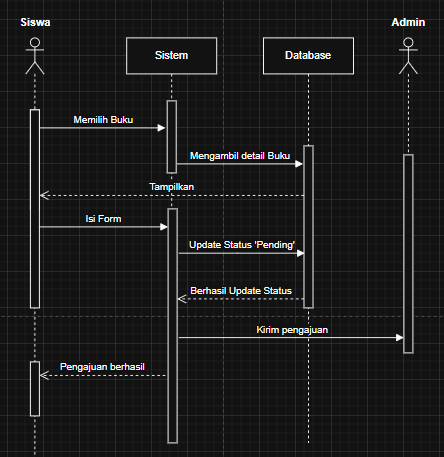 Siswa
Admin
Sistem
Database
Memilih Buku
Mengambil detail Buku
Tampilkan
Isi Form
Update Status 'Pending'
Berhasil Update Status
Kirim pengajuan
Pengajuan berhasil